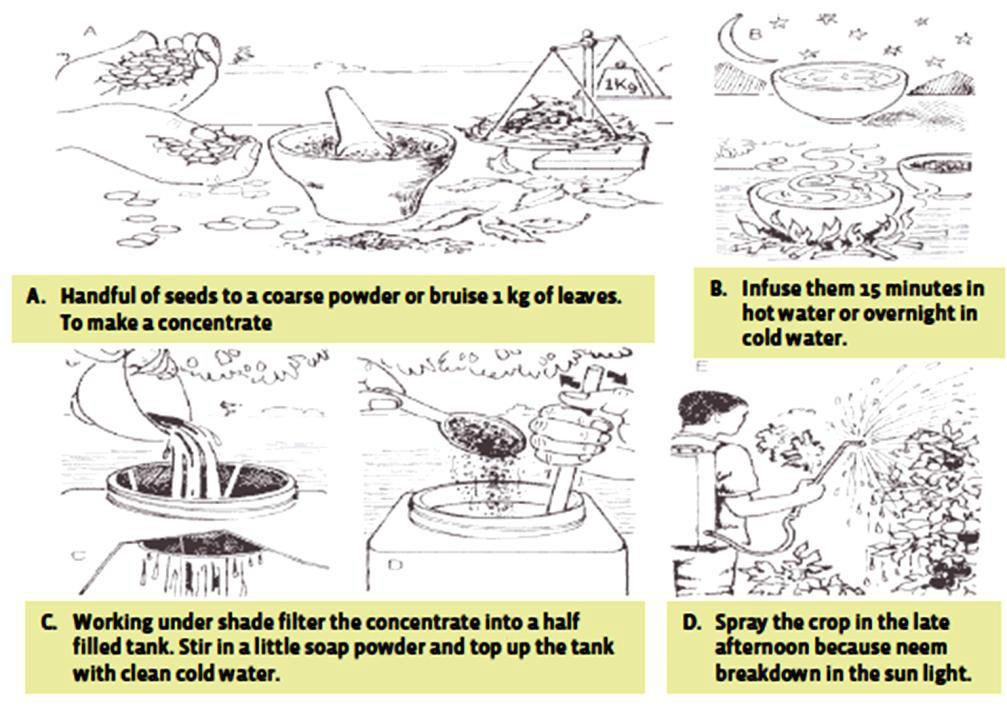 A
1Kg
B
A. Handful of seeds to a coarse powder or bruise 1 kg of leaves.
To make a concentrate
B. Infuse them 15 minutes in
hot water or overnight in
cold water.
C
D
E
C. Working under shade filter the concentrate into a half
filled tank. Stir in a little soap powder and top up the tank
with clean cold water.
D. Spray the crop in the late
afternoon because neem
breakdown in the sun light.